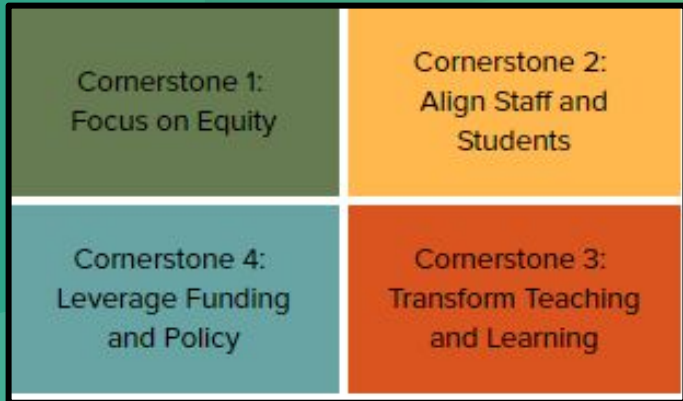 Cornerstone 1:
Focus on Equity
Cornerstone 2:
Align Staff and
Students
Cornerstone 4:
Leverage Funding
and Policy
Cornerstone 3:
Transform Teaching
and Learning